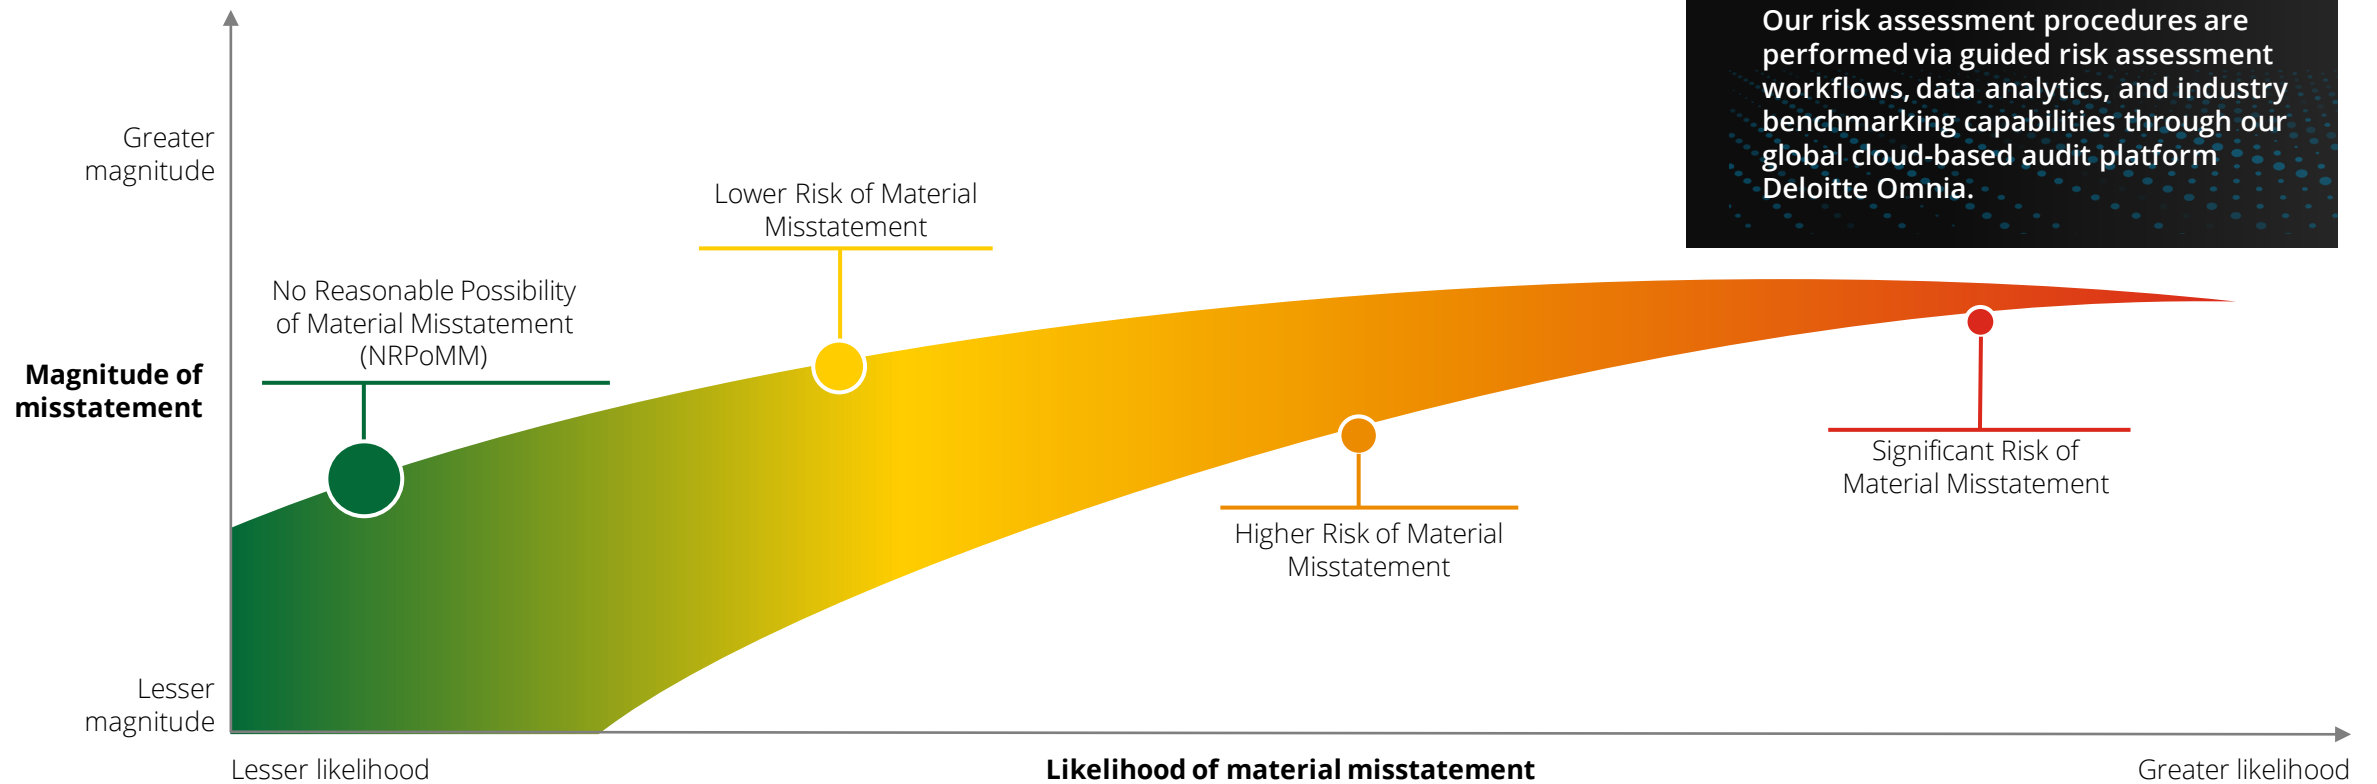 Our risk assessment procedures are
performed via guided risk assessment
workflows, data analytics, and industry
benchmarking capabilities through our
global cloud-based audit platform
Deloitte Omnia.
Greater
magnitude
Lower Risk of Material
Misstatement
No Reasonable Possibility
of Material Misstatement
(NRPoMM)
Magnitude of
misstatement
Significant Risk of
Material Misstatement
Higher Risk of Material
Misstatement
Lesser
magnitude
Lesser likelihood
Likelihood of material misstatement
Greater likelihood